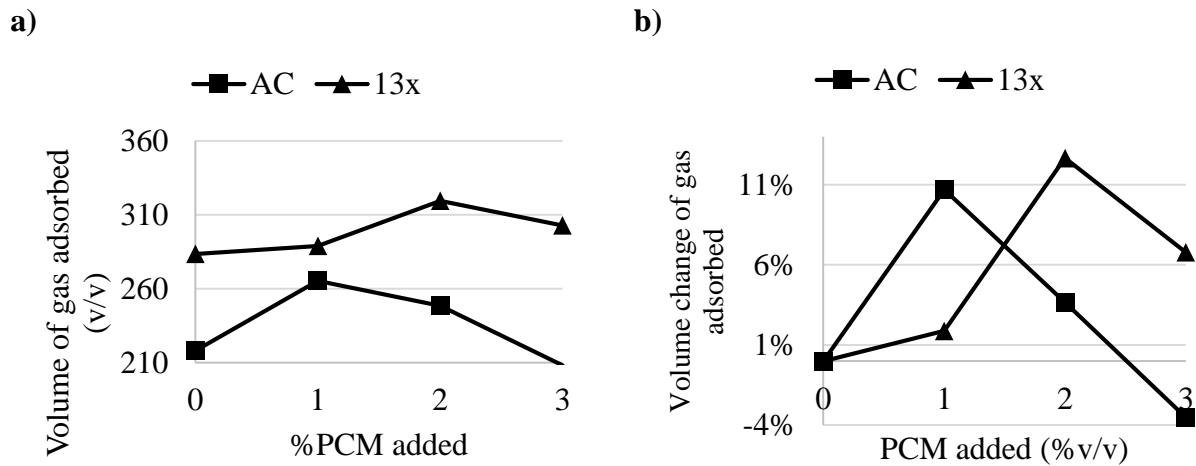 a)
AC 13x
Volume of gas adsorbed
(v/v)
360
310
260
210
0 1 2 3
%PCM added
b)
AC 13x
Volume change of gas
adsorbed
11%
6%
1%
-4%
0 1 2 3
PCM added (%v/v)